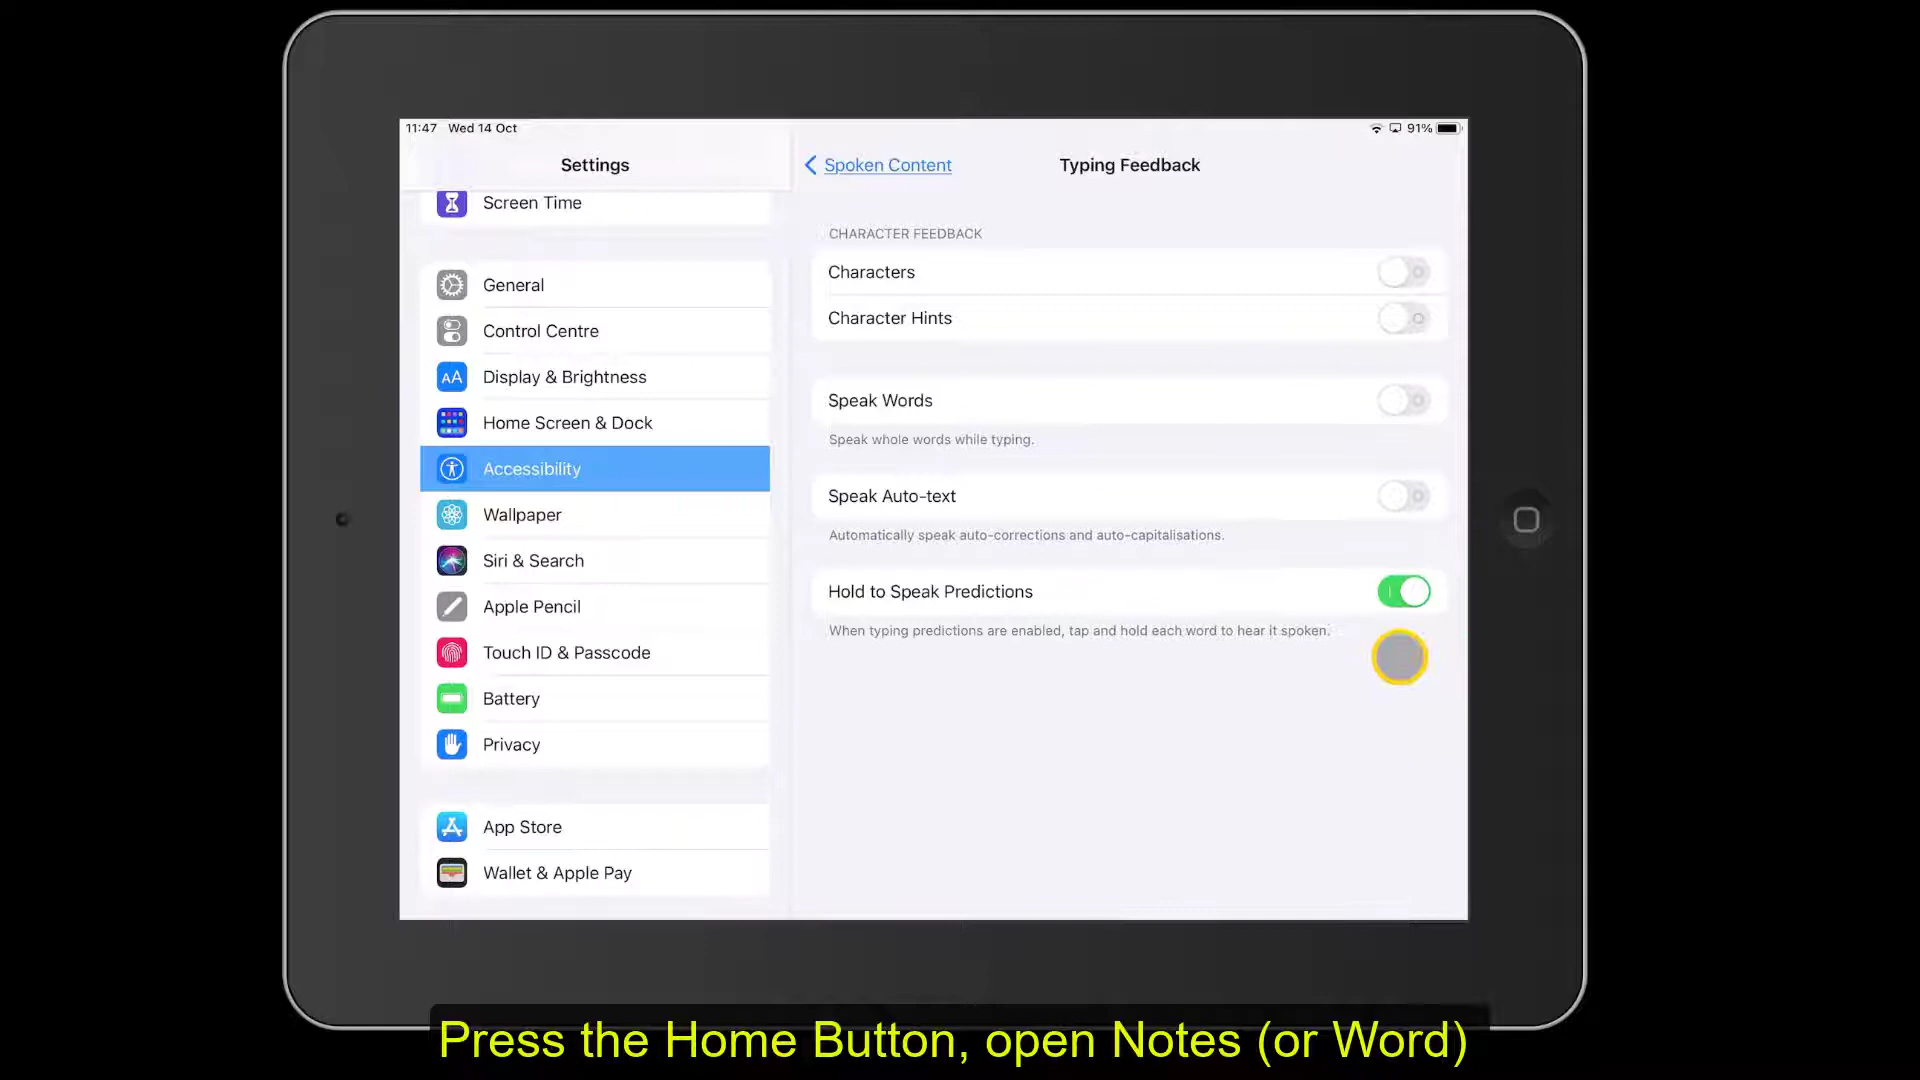 11:47 Wed 14 Oct
91%
Settings
Spoken Content
Typing Feedback
Screen Time
General
Control Centre
AA
Display & Brightness
Home Screen & Dock
Accessibility
Wallpaper
Siri & Search
Apple Pencil
Touch ID & Passcode
Battery
Privacy
App Store
Wallet & Apple Pay
CHARACTER FEEDBACK
Characters
Character Hints
Speak Words
Speak whole words while typing.
Speak Auto-text
Automatically speak auto-corrections and auto-capitalisations.
Hold to Speak Predictions
When typing predictions are enabled, tap and hold each word to hear it spoken.
Press the Home Button, open Notes (or Word)